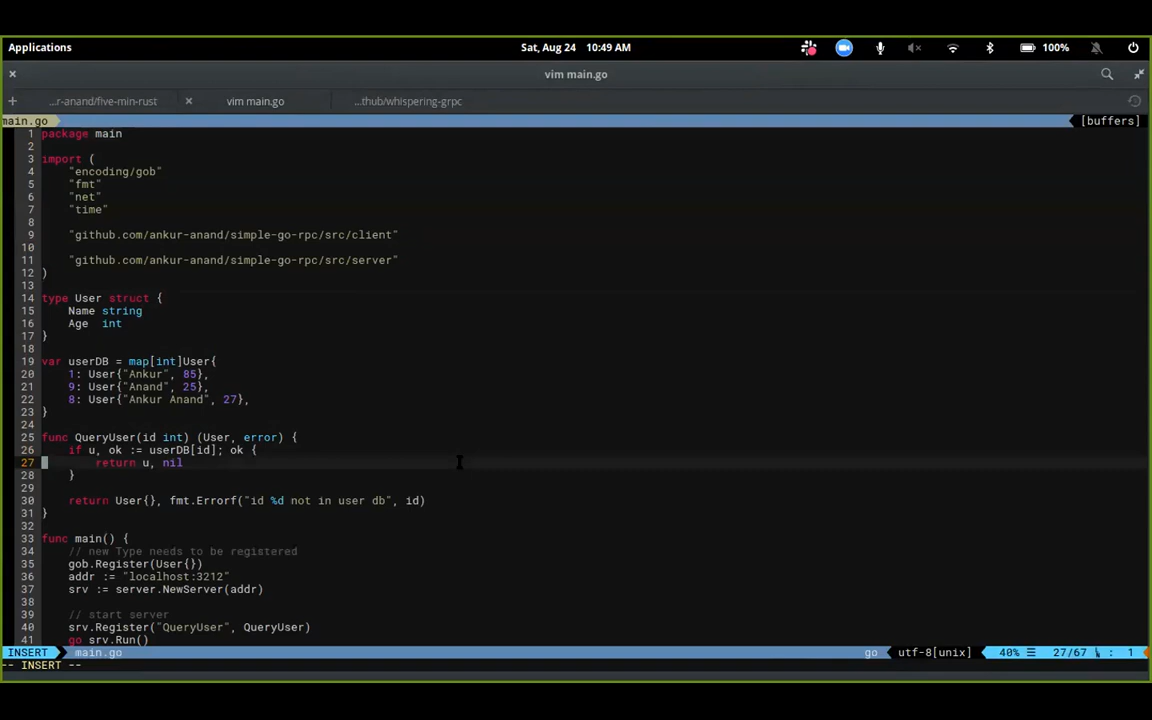 Applications
Sat, Aug 24 10:49 AM
100%
vim main.go
...r-anand/five-min-rust
vim main.go
...thub/whispering-grpc
main.go
[buffers]
1 package main
2
3 import (
4 "encoding/gob"
5 "fmt"
6 "net"
7 "time"
8
9 "github.com/ankur-anand/simple-go-rpc/src/client"
10
11 "github.com/ankur-anand/simple-go-rpc/src/server"
12 )
13
14 type User struct {
15 Name string
16 Age int
17 }
18
19 var userDB = map[int]User{
20 1: User{"Ankur", 85},
21 9: User{"Anand", 25},
22 8: User{"Ankur Anand", 27},
23 }
24
25 func QueryUser(id int) (User, error) {
26 if u, ok := userDB[id]; ok {
27 return u, nil
28 }
29
30 return User{}, fmt.Errorf("id %d not in user db", id)
31 }
32
33 func main() {
34 // new Type needs to be registered
35 gob.Register(User{})
36 addr := "localhost:3212"
37 srv := server.NewServer(addr)
38
39 // start server
40 srv.Register("QueryUser", QueryUser)
41 go srv.Run()
INSERT main.go
go
utf-8[unix]
40% ☰ 27/67 : 1
-- INSERT --